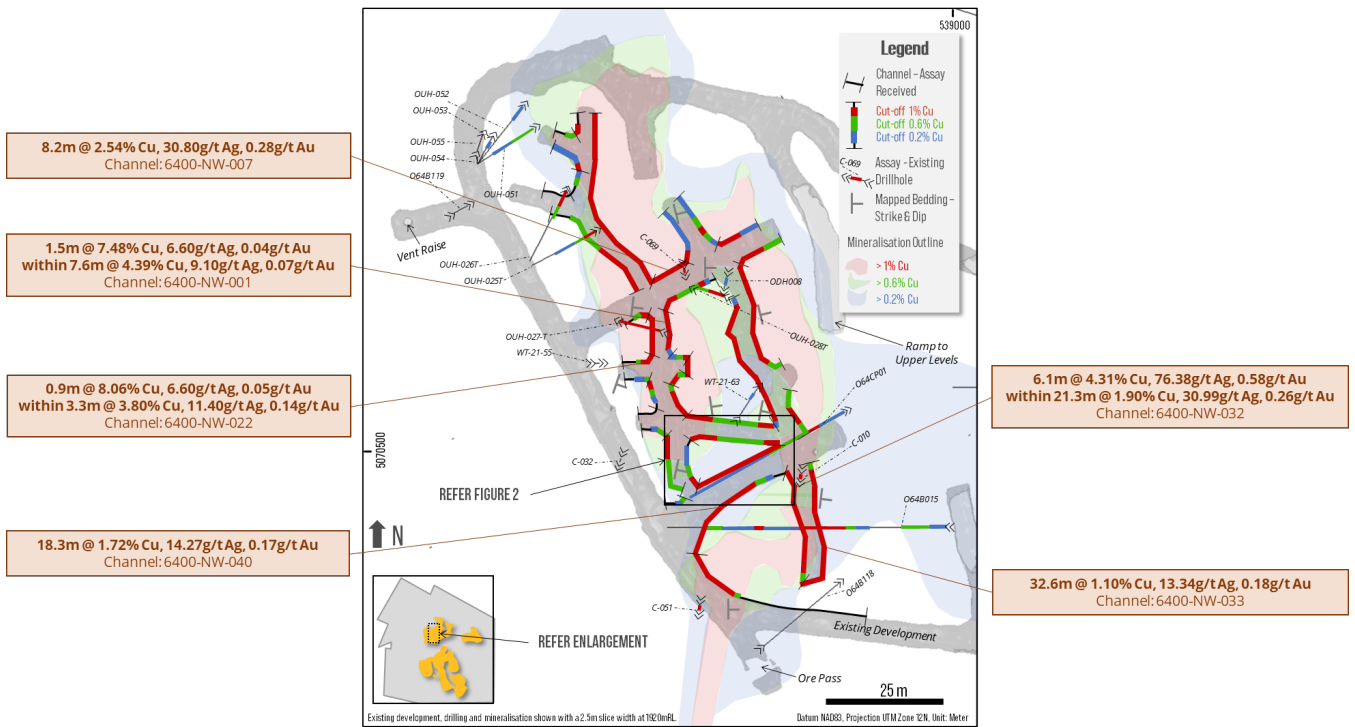 8.2m @ 2.54% Cu, 30.80g/t Ag, 0.28g/t Au
Channel: 6400-NW-007
1.5m @ 7.48% Cu, 6.60g/t Ag, 0.04g/t Au
within 7.6m @ 4.39% Cu, 9.10g/t Ag, 0.07g/t Au
Channel: 6400-NW-001
0.9m @ 8.06% Cu, 6.60g/t Ag, 0.05g/t Au
within 3.3m @ 3.80% Cu, 11.40g/t Ag, 0.14g/t Au
Channel: 6400-NW-022
18.3m @ 1.72% Cu, 14.27g/t Ag, 0.17g/t Au
Channel: 6400-NW-040
539000
Legend
Channel - Assay
Received
Cut-off 1% Cu
Cut-off 0.6% Cu
Cut-off 0.2% Cu
C-069
Assay - Existing
Drillhole
Mapped Bedding -
Strike & Dip
Mineralisation Outline
> 1% Cu
> 0.6% Cu
> 0.2% Cu
OUH-052
OUH-053
OUH-055
OUH-054
O64B119
OUH-051
Vent Raise
OUH-026T
OUH-025T
C-069
ODH008
OUH-027-T
WT-21-55
OUH-028T
Ramp to
Upper Levels
WT-21-63
O64CP01
C-010
C-032
5070500
REFER FIGURE 2
O64B015
N
C-051
O64B118
Existing Development
Ore Pass
REFER ENLARGEMENT
25 m
Existing development, drilling and mineralisation shown with a 2.5m slice width at 1920mRL.
Datum NAD83, Projection UTM Zone 12N, Unit: Meter
6.1m @ 4.31% Cu, 76.38g/t Ag, 0.58g/t Au
within 21.3m @ 1.90% Cu, 30.99g/t Ag, 0.26g/t Au
Channel: 6400-NW-032
32.6m @ 1.10% Cu, 13.34g/t Ag, 0.18g/t Au
Channel: 6400-NW-033